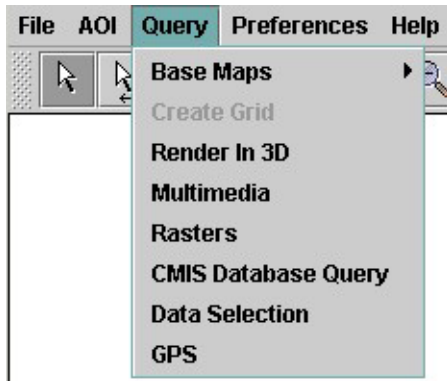 File AOI Query Preferences Help
Base Maps
Create Grid
Render In 3D
Multimedia
Rasters
CMIS Database Query
Data Selection
GPS